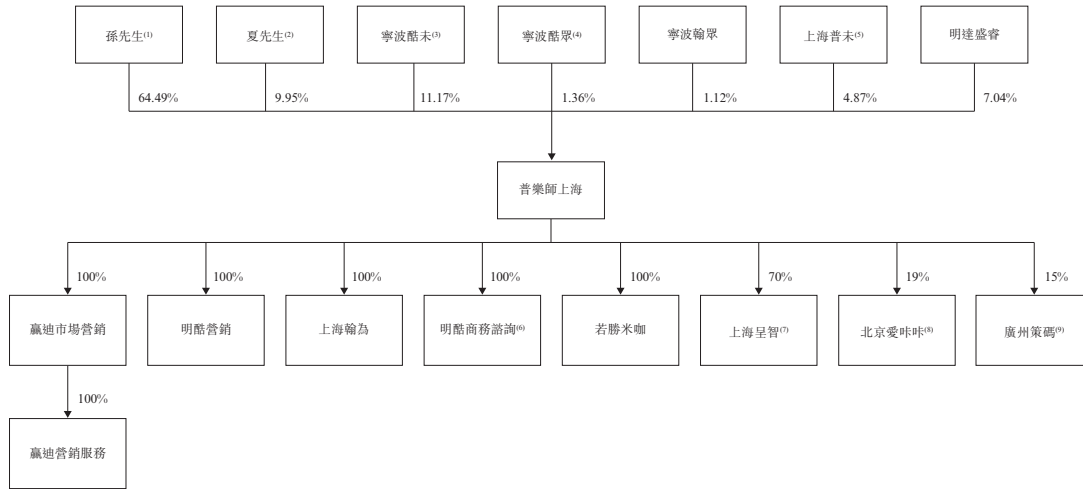 孫先生(1)
夏先生(2)
寧波酷未(3)
寧波酷眾(4)
寧波翰眾
上海普未(5)
明達盛睿
64.49%
9.95%
11.17%
1.36%
1.12%
4.87%
7.04%
普樂師上海
100%
100%
100%
100%
100%
70%
19%
15%
贏迪市場營銷
明酷營銷
上海翰為
明酷商務諮詢(6)
若勝米咖
上海呈智(7)
北京愛咔咔(8)
廣州策碼(9)
100%
贏迪營銷服務